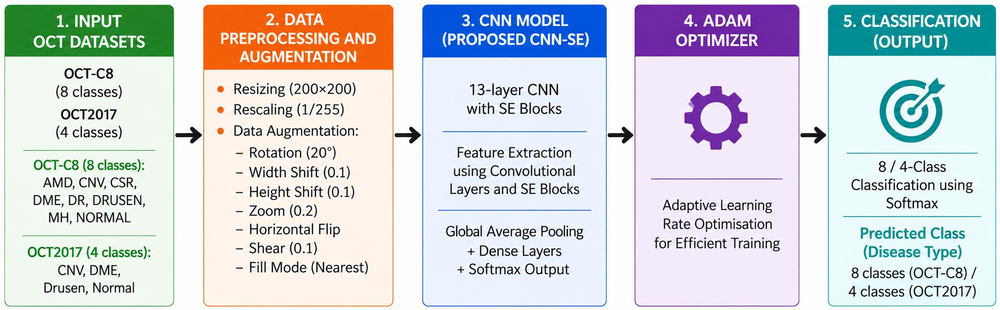 1. INPUT
OCT DATASETS
OCT-C8
(8 classes)
OCT2017
(4 classes)
OCT-C8 (8 classes):
AMD, CNV, CSR,
DME, DR, DRUSEN,
MH, NORMAL
OCT2017 (4 classes):
CNV, DME,
Drusen, Normal
2. DATA
PREPROCESSING AND
AUGMENTATION
• Resizing (200×200)
• Rescaling (1/255)
• Data Augmentation:
– Rotation (20°)
– Width Shift (0.1)
– Height Shift (0.1)
– Zoom (0.2)
– Horizontal Flip
– Shear (0.1)
– Fill Mode (Nearest)
3. CNN MODEL
(PROPOSED CNN-SE)
13-layer CNN
with SE Blocks
Feature Extraction
using Convolutional
Layers and SE Blocks
Global Average Pooling
+ Dense Layers
+ Softmax Output
4. ADAM
OPTIMIZER
Adaptive Learning
Rate Optimisation
for Efficient Training
5. CLASSIFICATION
(OUTPUT)
8 / 4-Class
Classification using
Softmax
Predicted Class
(Disease Type)
8 classes (OCT-C8) /
4 classes (OCT2017)